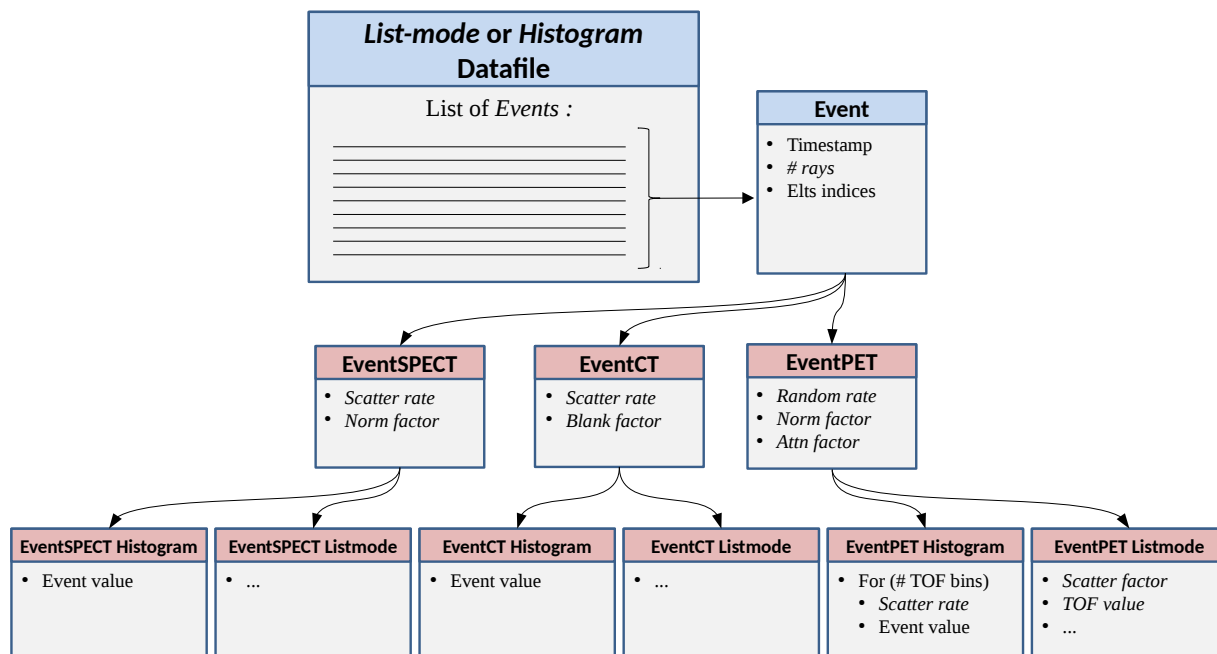 List-mode or Histogram
Datafile
List of Events :
Event
• Timestamp
• # rays
• Elts indices
EventSPECT
• Scatter rate
• Norm factor
EventCT
• Scatter rate
• Blank factor
EventPET
• Random rate
• Norm factor
• Attn factor
EventSPECT Histogram
• Event value
EventSPECT Listmode
• ...
EventCT Histogram
• Event value
EventCT Listmode
• ...
EventPET Histogram
• For (# TOF bins)
• Scatter rate
• Event value
EventPET Listmode
• Scatter factor
• TOF value
• ...